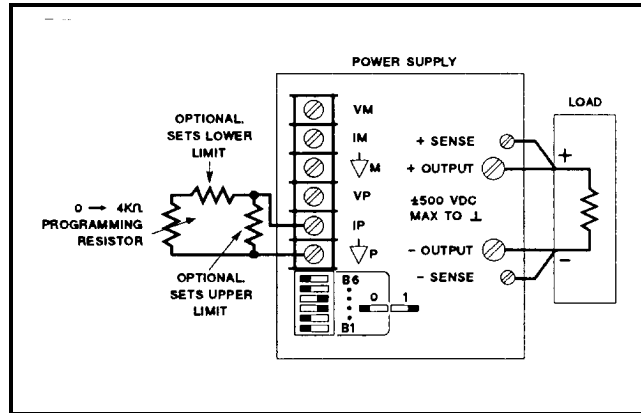 POWER SUPPLY
OPTIONAL.
SETS LOWER
LIMIT
0 → 4KΩ
PROGRAMMING
RESISTOR
OPTIONAL.
SETS UPPER
LIMIT
VM
IM
▽M
VP
IP
▽P
B6
0 1
B1
+ SENSE
+ OUTPUT
±500 VDC
MAX TO ⊥
- OUTPUT
- SENSE
LOAD
+
-